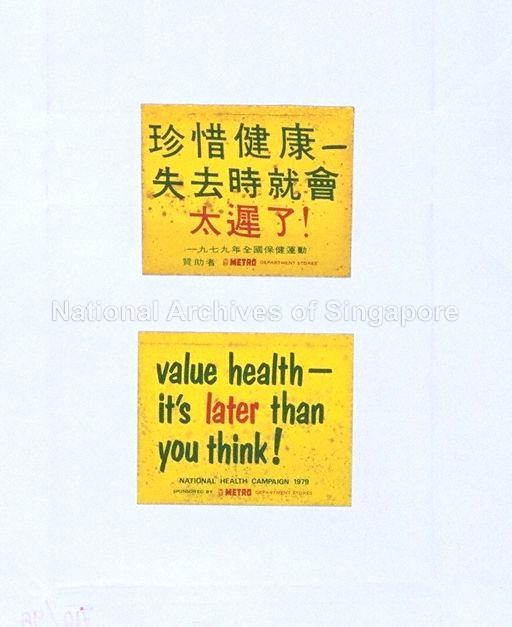 珍惜健康—
失去時就會
太遲了!
一九七九年全國保健運動
贊助者 METRO DEPARTMENT STORES
National Archives of Singapore
value health—
it's later than
you think!
NATIONAL HEALTH CAMPAIGN 1979
SPONSORED BY METRO DEPARTMENT STORES